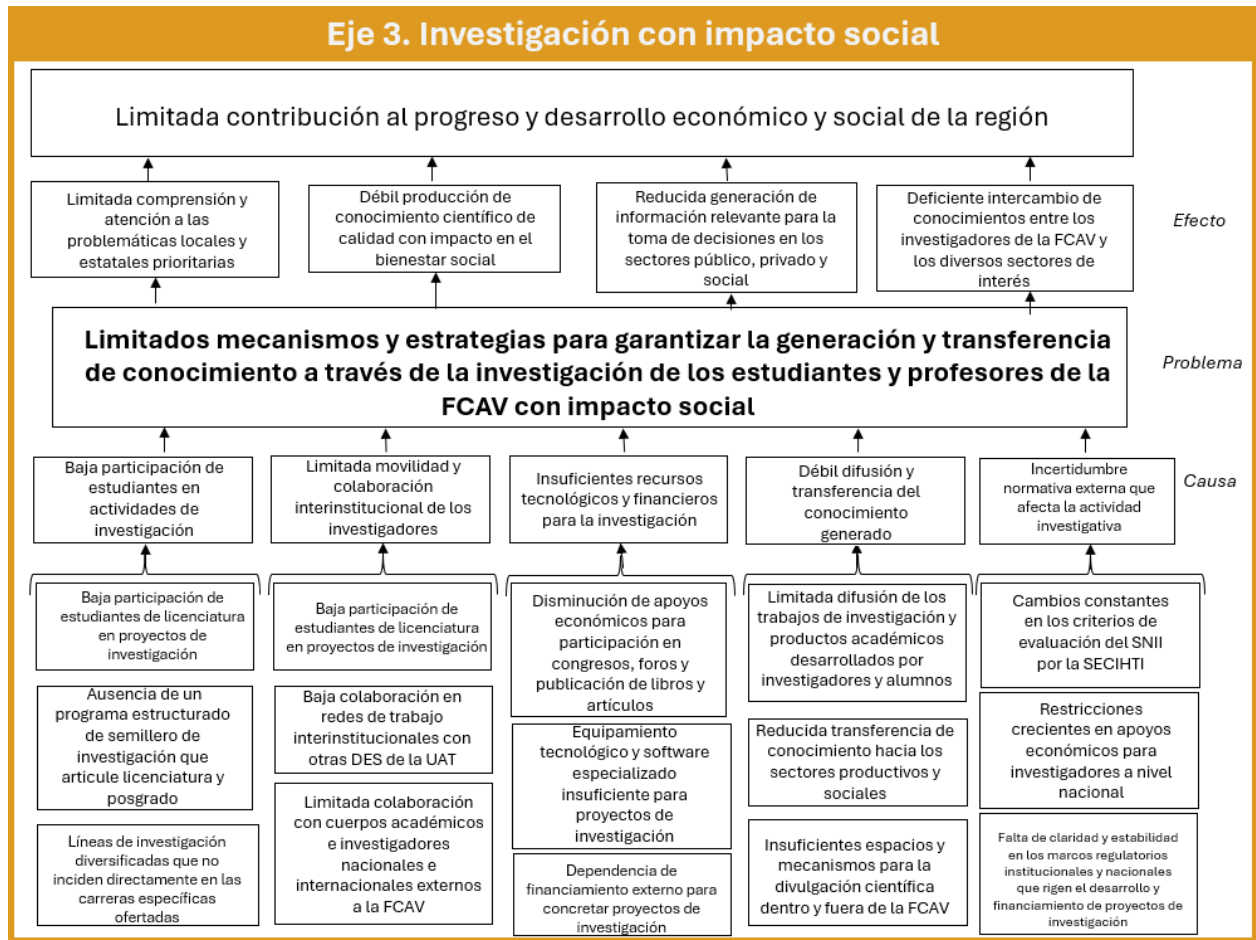 Eje 3. Investigación con impacto social
Limitada contribución al progreso y desarrollo económico y social de la región
Limitada comprensión y
atención a las
problemáticas locales y
estatales prioritarias
Débil producción de
conocimiento científico de
calidad con impacto en el
bienestar social
Reducida generación de
información relevante para la
toma de decisiones en los
sectores público, privado y
social
Deficiente intercambio de
conocimientos entre los
investigadores de la FCAV y
los diversos sectores de
interés
Efecto
Limitados mecanismos y estrategias para garantizar la generación y transferencia
de conocimiento a través de la investigación de los estudiantes y profesores de la
FCAV con impacto social
Problema
Baja participación de
estudiantes en
actividades de
investigación
Limitada movilidad y
colaboración
interinstitucional de los
investigadores
Insuficientes recursos
tecnológicos y financieros
para la investigación
Débil difusión y
transferencia del
conocimiento
generado
Incertidumbre
normativa externa que
afecta la actividad
investigativa
Causa
Baja participación de
estudiantes de licenciatura
en proyectos de
investigación
Ausencia de un
programa estructurado
de semillero de
investigación que
articule licenciatura y
posgrado
Líneas de investigación
diversificadas que no
inciden directamente en las
carreras específicas
ofertadas
Baja participación de
estudiantes de licenciatura
en proyectos de investigación
Baja colaboración en
redes de trabajo
interinstitucionales con
otras DES de la UAT
Limitada colaboración
con cuerpos académicos
e investigadores
nacionales e
internacionales externos
a la FCAV
Disminución de apoyos
económicos para
participación en
congresos, foros y
publicación de libros y
artículos
Equipamiento
tecnológico y software
especializado
insuficiente para
proyectos de
investigación
Dependencia de
financiamiento externo para
concretar proyectos de
investigación
Limitada difusión de los
trabajos de investigación y
productos académicos
desarrollados por
investigadores y alumnos
Reducida transferencia de
conocimiento hacia los
sectores productivos y
sociales
Insuficientes espacios y
mecanismos para la
divulgación científica
dentro y fuera de la FCAV
Cambios constantes
en los criterios de
evaluación del SNII
por la SECIHTI
Restricciones
crecientes en apoyos
económicos para
investigadores a nivel
nacional
Falta de claridad y estabilidad
en los marcos regulatorios
institucionales y nacionales
que rigen el desarrollo y
financiamiento de proyectos de
investigación